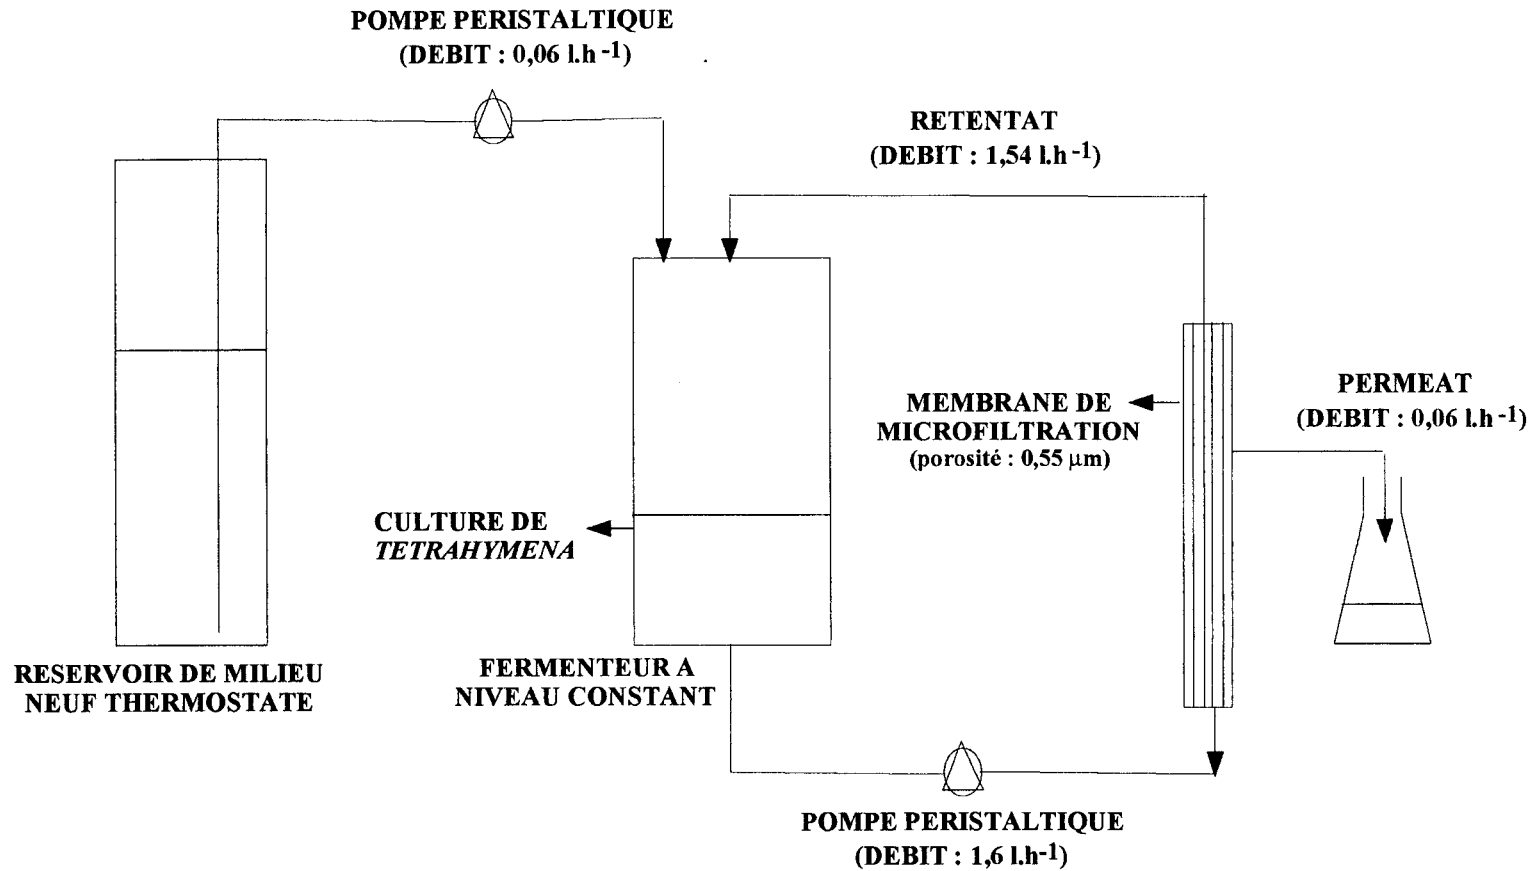 POMPE PERISTALTIQUE
(DEBIT : 0,06 l.h -1)
RETENTAT
(DEBIT : 1,54 l.h -1)
PERMEAT
(DEBIT : 0,06 l.h -1)
MEMBRANE DE
MICROFILTRATION
(porosité : 0,55 µm)
CULTURE DE
TETRAHYMENA
RESERVOIR DE MILIEU
NEUF THERMOSTATE
FERMENTEUR A
NIVEAU CONSTANT
POMPE PERISTALTIQUE
(DEBIT : 1,6 l.h-1)